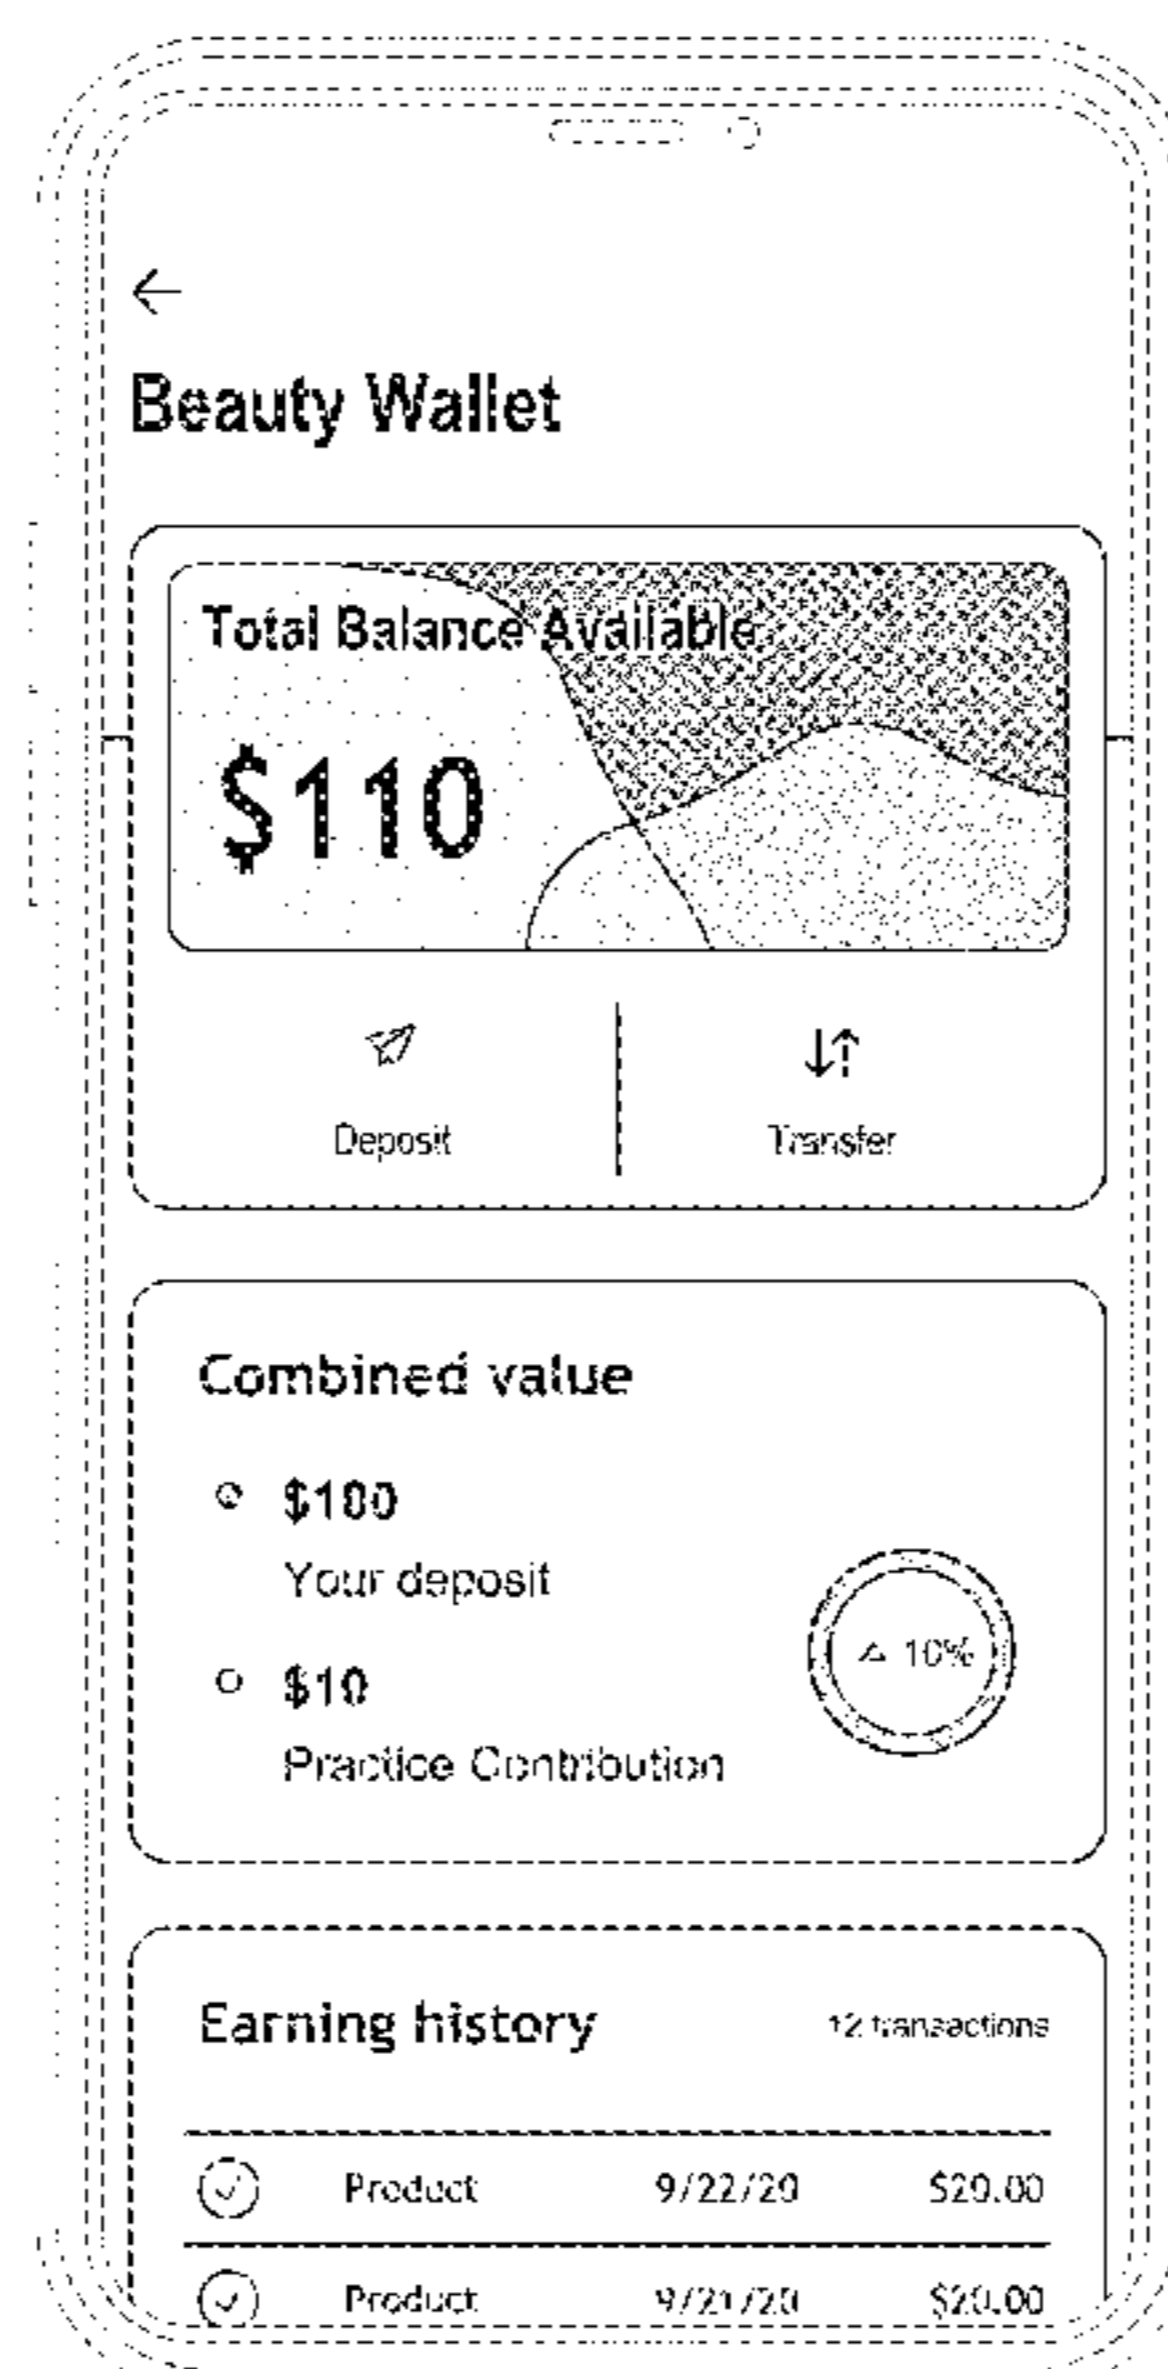 Beauty Wallet
Total Balance Available
$110
Deposit
Transfer
Combined value
$100
Your deposit
$10
Practice Contribution
10%
Earning history
12 transactions
Product 9/22/20 $20.00
Product 9/21/20 $20.00